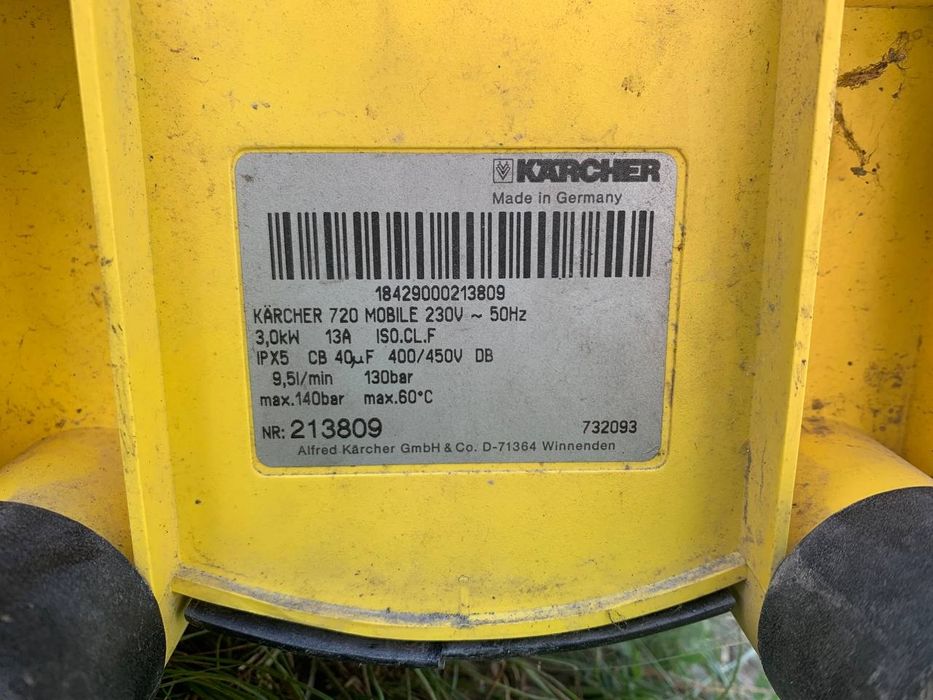 KÄRCHER
Made in Germany
18429000213809
KÄRCHER 720 MOBILE 230V ~ 50Hz
3,0kW 13A ISO.CL.F
IPX5 CB 40µF 400/450V DB
9,5l/min 130bar
max.140bar max.60°C
NR: 213809 732093
Alfred Kärcher GmbH & Co. D-71364 Winnenden